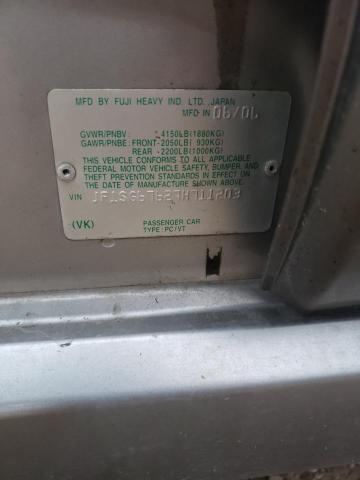 MFD BY FUJI HEAVY IND. LTD. JAPAN
MFD IN 06/06
GVWR/PNBV : 4150LB(1880KG)
GAWR/PNBE: FRONT-2050LB( 930KG)
REAR -2200LB(1000KG)
THIS VEHICLE CONFORMS TO ALL APPLICABLE
FEDERAL MOTOR VEHICLE SAFETY, BUMPER, AND
THEFT PREVENTION STANDARDS IN EFFECT ON
THE DATE OF MANUFACTURE SHOWN ABOVE.
VIN
(VK)
PASSENGER CAR
TYPE:PC/VT